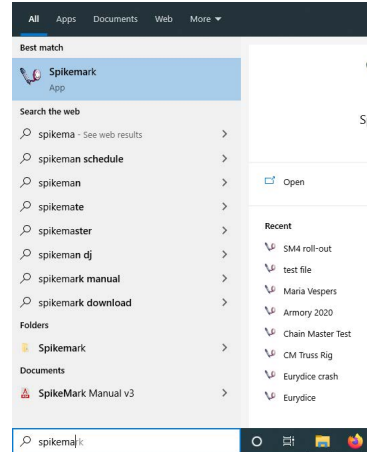 All Apps Documents Web More
Best match
Spikemark
App
Search the web
spikema - See web results
spikeman schedule
spikeman
spikemate
spikemaster
spikeman dj
spikemark manual
spikemark download
Folders
Spikemark
Documents
SpikeMark Manual v3
spikemark
Open
Recent
SM4 roll-out
test file
Maria Vespers
Armory 2020
Chain Master Test
CM Truss Rig
Eurydice crash
Eurydice